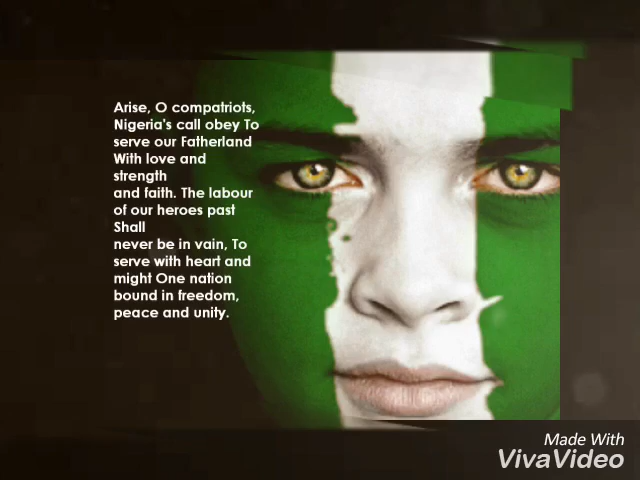 Arise, O compatriots,
Nigeria's call obey To
serve our Fatherland
With love and
strength
and faith. The labour
of our heroes past
Shall
never be in vain, To
serve with heart and
might One nation
bound in freedom,
peace and unity.
Made With
VivaVideo